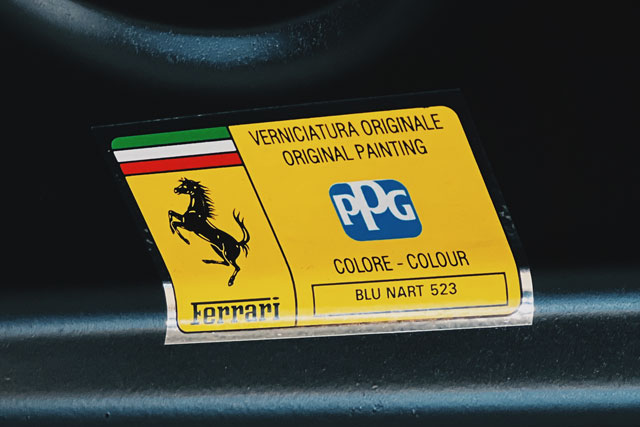 VERNICIATURA ORIGINALE
ORIGINAL PAINTING
PPG
COLORE - COLOUR
BLU NART 523
Ferrari